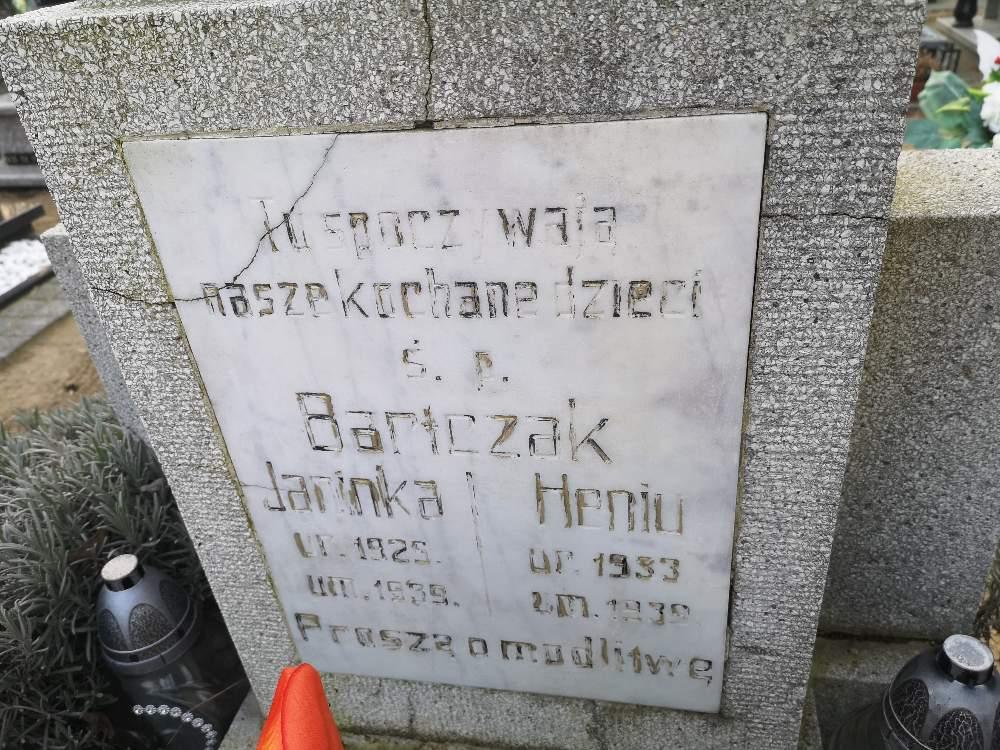 Tu spoczywają
nasze kochane dzieci
ś. p.
Bartczak
Janinka Heniu
ur. 1925. ur. 1933
um. 1939. um. 1939
Proszą o modlitwę